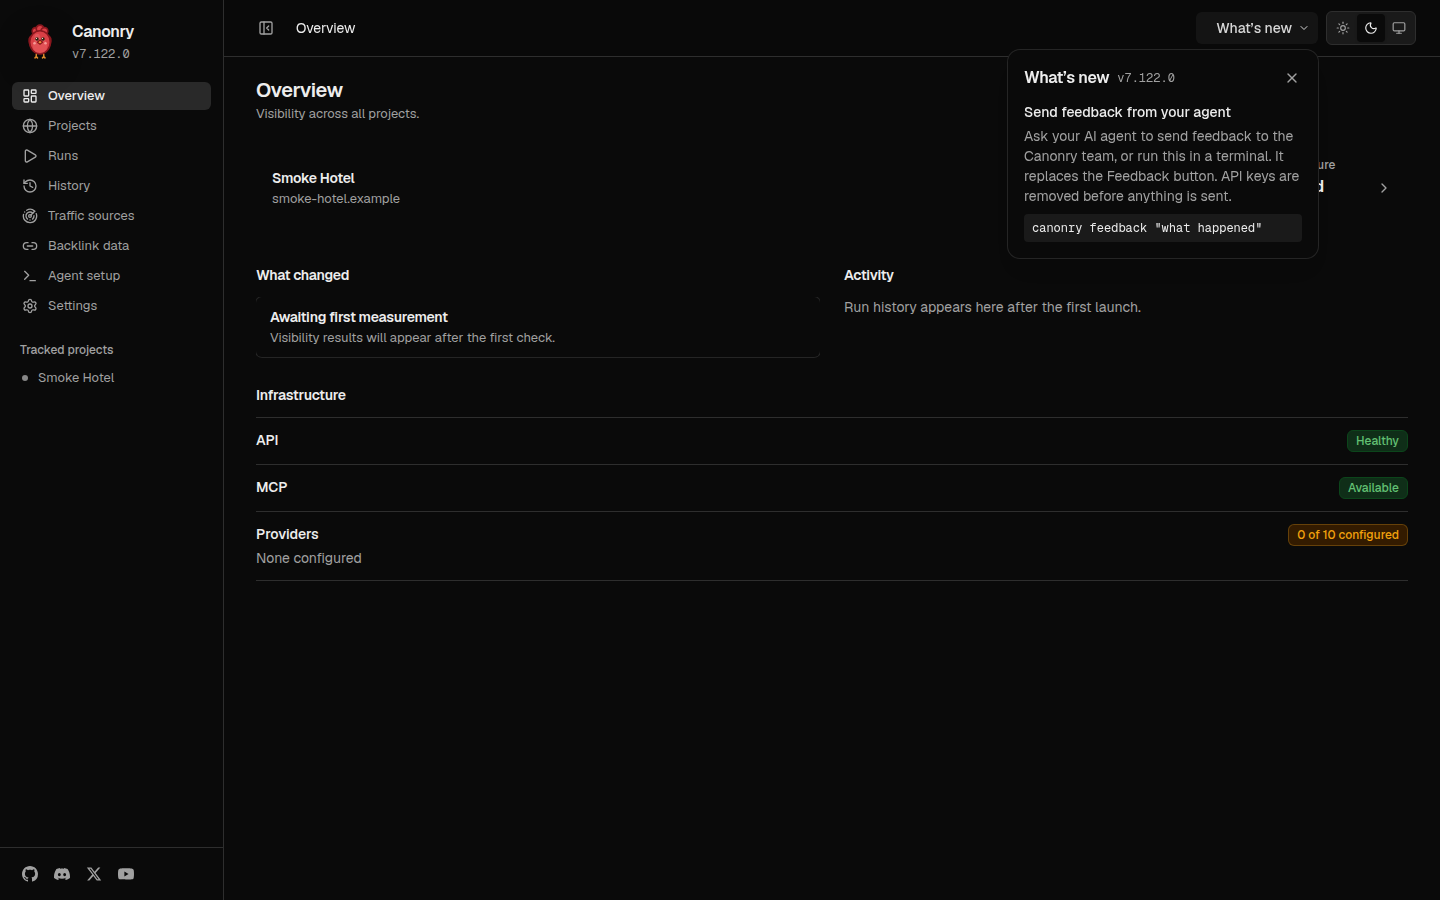 Canonry
v7.122.0
Overview
Projects
Runs
History
Traffic sources
Backlink data
Agent setup
Settings
Tracked projects
Smoke Hotel
Overview
What's new
What's new v7.122.0
Send feedback from your agent
Ask your AI agent to send feedback to the
Canonry team, or run this in a terminal. It
replaces the Feedback button. API keys are
removed before anything is sent.
canonry feedback "what happened"
Overview
Visibility across all projects.
Smoke Hotel
smoke-hotel.example
What changed
Awaiting first measurement
Visibility results will appear after the first check.
Activity
Run history appears here after the first launch.
Infrastructure
API
Healthy
MCP
Available
Providers
0 of 10 configured
None configured